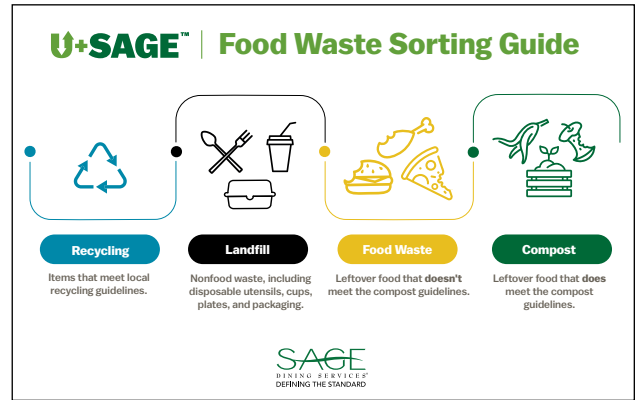 U+SAGE™ | Food Waste Sorting Guide
Recycling
Items that meet local
recycling guidelines.
Landfill
Nonfood waste, including
disposable utensils, cups,
plates, and packaging.
Food Waste
Leftover food that doesn't
meet the compost guidelines.
Compost
Leftover food that does
meet the compost
guidelines.
SAGE
DINING SERVICES®
DEFINING THE STANDARD